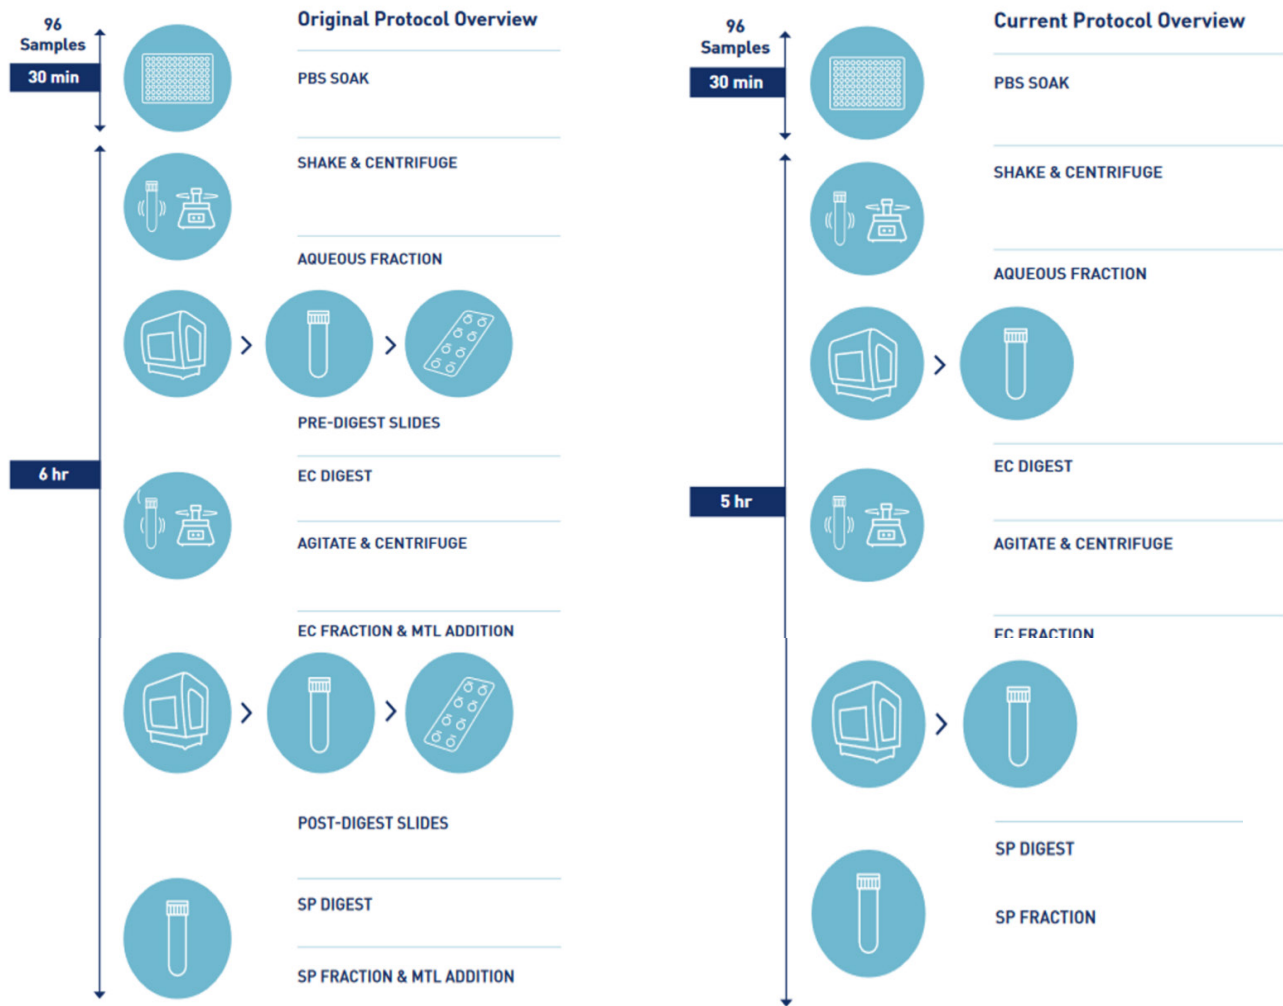 Original Protocol Overview
96
Samples
30 min
PBS SOAK
SHAKE & CENTRIFUGE
AQUEOUS FRACTION
PRE-DIGEST SLIDES
6 hr
EC DIGEST
AGITATE & CENTRIFUGE
EC FRACTION & MTL ADDITION
POST-DIGEST SLIDES
SP DIGEST
SP FRACTION & MTL ADDITION
Current Protocol Overview
96
Samples
30 min
PBS SOAK
SHAKE & CENTRIFUGE
AQUEOUS FRACTION
EC DIGEST
5 hr
AGITATE & CENTRIFUGE
EC FRACTION
SP DIGEST
SP FRACTION